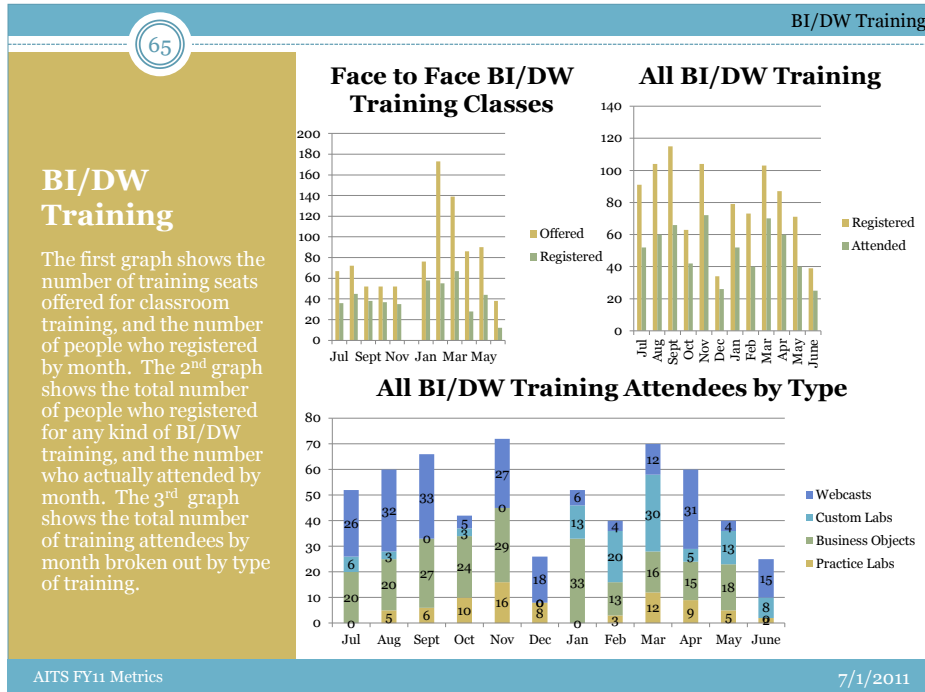 BI/DW Training
65
BI/DW
Training
The first graph shows the
number of training seats
offered for classroom
training, and the number
of people who registered
by month. The 2nd graph
shows the total number
of people who registered
for any kind of BI/DW
training, and the number
who actually attended by
month. The 3rd graph
shows the total number
of training attendees by
month broken out by type
of training.
Face to Face BI/DW
Training Classes
200
180
160
140
120
100
80
60
40
20
0
Jul Sept Nov Jan Mar May
Offered
Registered
All BI/DW Training
140
120
100
80
60
40
20
0
Jul Aug Sept Oct Nov Dec Jan Feb Mar Apr May June
Registered
Attended
All BI/DW Training Attendees by Type
80
70
60
50
40
30
20
10
0
26 32 33 5 27 18 6 4 12 31 4 15
6 3 0 3 0 0 13 20 30 5 13 8
20 20 27 24 29 0 33 13 16 15 18 0
0 5 6 10 16 8 0 3 12 9 5 2
Jul Aug Sept Oct Nov Dec Jan Feb Mar Apr May June
Webcasts
Custom Labs
Business Objects
Practice Labs
AITS FY11 Metrics
7/1/2011